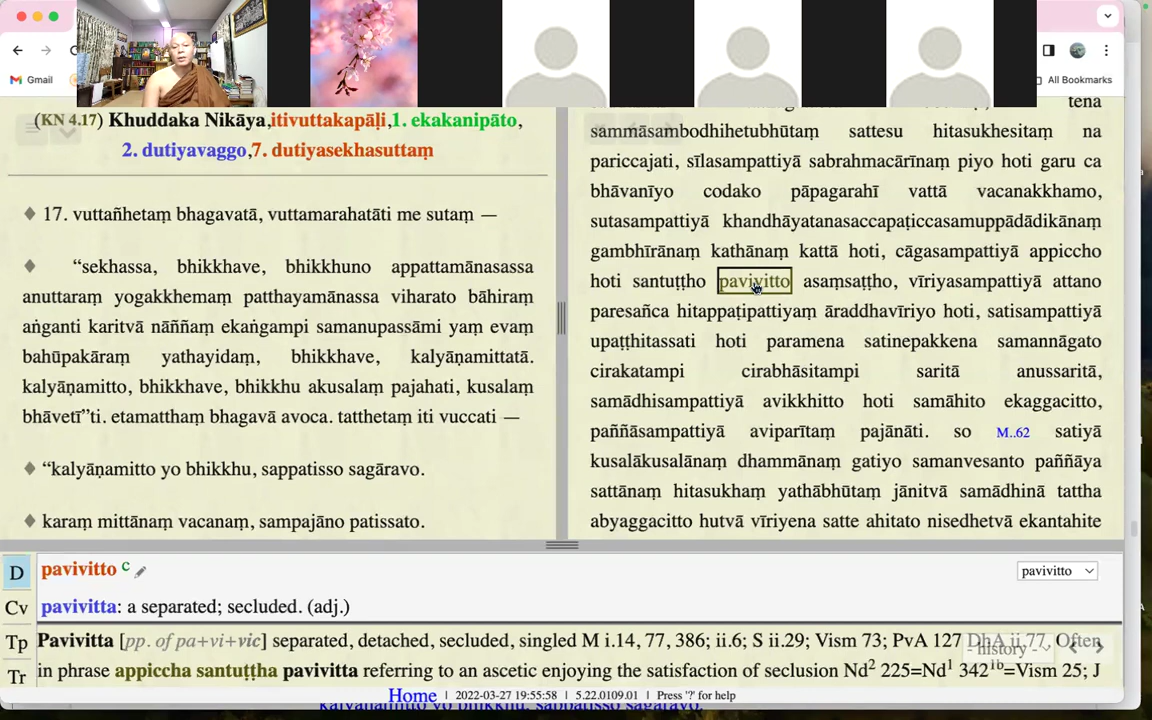 Gmail
All Bookmarks
(KN 4.17) Khuddaka Nikāya,itivuttakapāḷi,1. ekakanipāto,
2. dutiyavaggo,7. dutiyasekhasuttaṃ
♦ 17. vuttañhetaṃ bhagavatā, vuttamarahatāti me sutaṃ —
♦ “sekhassa, bhikkhave, bhikkhuno appattamānasassa
anuttaraṃ yogakkhemaṃ patthayamānassa viharato bāhiraṃ
aṅganti karitvā nāññaṃ ekaṅgampi samanupassāmi yaṃ evaṃ
bahūpakāraṃ yathayidaṃ, bhikkhave, kalyāṇamittatā.
kalyāṇamitto, bhikkhave, bhikkhu akusalaṃ pajahati, kusalaṃ
bhāvetī”ti. etamatthaṃ bhagavā avoca. tatthetaṃ iti vuccati —
♦ “kalyāṇamitto yo bhikkhu, sappatisso sagāravo.
karaṃ mittānaṃ vacanaṃ, sampajāno patissato.
tena
sammāsambodhihetubhūtaṃ sattesu hitasukhesitaṃ na
pariccajati, sīlasampattiyā sabrahmacārīnaṃ piyo hoti garu ca
bhāvanīyo codako pāpagarahī vattā vacanakkhamo,
sutasampattiyā khandhāyatanasaccapaṭiccasamuppādādikānaṃ
gambhīrānaṃ kathānaṃ kattā hoti, cāgasampattiyā appiccho
hoti santuṭṭho pavivitto asaṃsaṭṭho, vīriyasampattiyā attano
paresañca hitappaṭipattiyaṃ āraddhavīriyo hoti, satisampattiyā
upaṭṭhitassati hoti paramena satinepakkena samannāgato
cirakatampi cirabhāsitampi saritā anussaritā,
samādhisampattiyā avikkhitto hoti samāhito ekaggacitto,
paññāsampattiyā aviparītaṃ pajānāti. so M..62 satiyā
kusalākusalānaṃ dhammānaṃ gatiyo samanvesanto paññāya
sattānaṃ hitasukhaṃ yathābhūtaṃ jānitvā samādhinā tattha
abyaggacitto hutvā vīriyena satte ahitato nisedhetvā ekantahite
D pavivitto c pavivitto
Cv pavivitta: a separated; secluded. (adj.)
Tp Pavivitta [pp. of pa+vi+vic] separated, detached, secluded, singled M i.14, 77, 386; ii.6; S ii.29; Vism 73; PvA 127 DhA ii.77. Often
- history -
Tr in phrase appiccha santuṭṭha pavivitta referring to an ascetic enjoying the satisfaction of seclusion Nd2 225=Nd1 3421b=Vism 25; J
Home | 2022-03-27 19:55:58 | 5.22.0109.01 | Press '?' for help
kalyāṇamitto yo bhikkhu, sappatisso sagāravo.